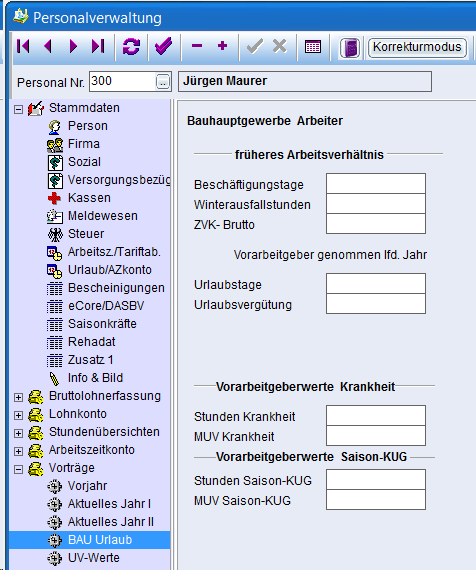 Personalverwaltung
Korrekturmodus
Personal Nr. 300 ... Jürgen Maurer
Stammdaten
Person
Firma
Sozial
Versorgungsbezüg
Kassen
Meldewesen
Steuer
Arbeitsz./Tariftab.
Urlaub/AZkonto
Bescheinigungen
eCore/DASBV
Saisonkräfte
Rehadat
Zusatz 1
Info & Bild
Bruttolohnerfassung
Lohnkonto
Stundenübersichten
Arbeitszeitkonto
Vorträge
Vorjahr
Aktuelles Jahr I
Aktuelles Jahr II
BAU Urlaub
UV-Werte
Bauhauptgewerbe Arbeiter
früheres Arbeitsverhältnis
Beschäftigungstage
Winterausfallstunden
ZVK- Brutto
Vorarbeitgeber genommen lfd. Jahr
Urlaubstage
Urlaubsvergütung
Vorarbeitgeberwerte Krankheit
Stunden Krankheit
MUV Krankheit
Vorarbeitgeberwerte Saison-KUG
Stunden Saison-KUG
MUV Saison-KUG